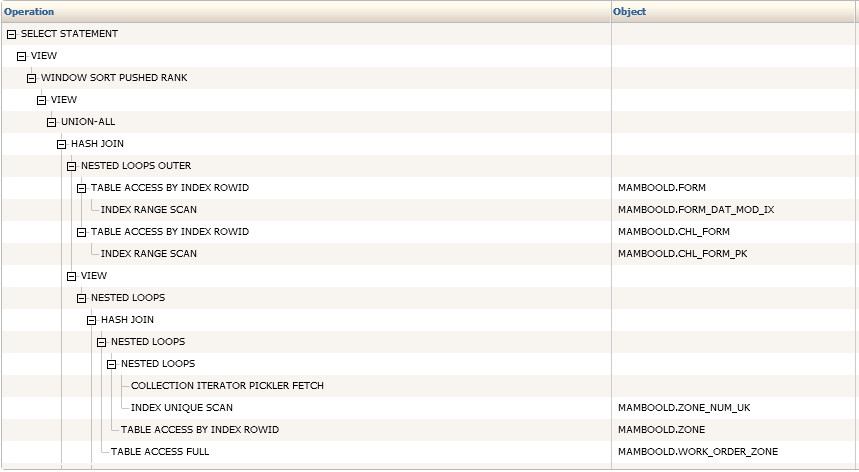 Operation Object
SELECT STATEMENT
VIEW
WINDOW SORT PUSHED RANK
VIEW
UNION-ALL
HASH JOIN
NESTED LOOPS OUTER
TABLE ACCESS BY INDEX ROWID MAMBOOLD.FORM
INDEX RANGE SCAN MAMBOOLD.FORM_DAT_MOD_IX
TABLE ACCESS BY INDEX ROWID MAMBOOLD.CHL_FORM
INDEX RANGE SCAN MAMBOOLD.CHL_FORM_PK
VIEW
NESTED LOOPS
HASH JOIN
NESTED LOOPS
NESTED LOOPS
COLLECTION ITERATOR PICKLER FETCH
INDEX UNIQUE SCAN MAMBOOLD.ZONE_NUM_UK
TABLE ACCESS BY INDEX ROWID MAMBOOLD.ZONE
TABLE ACCESS FULL MAMBOOLD.WORK_ORDER_ZONE